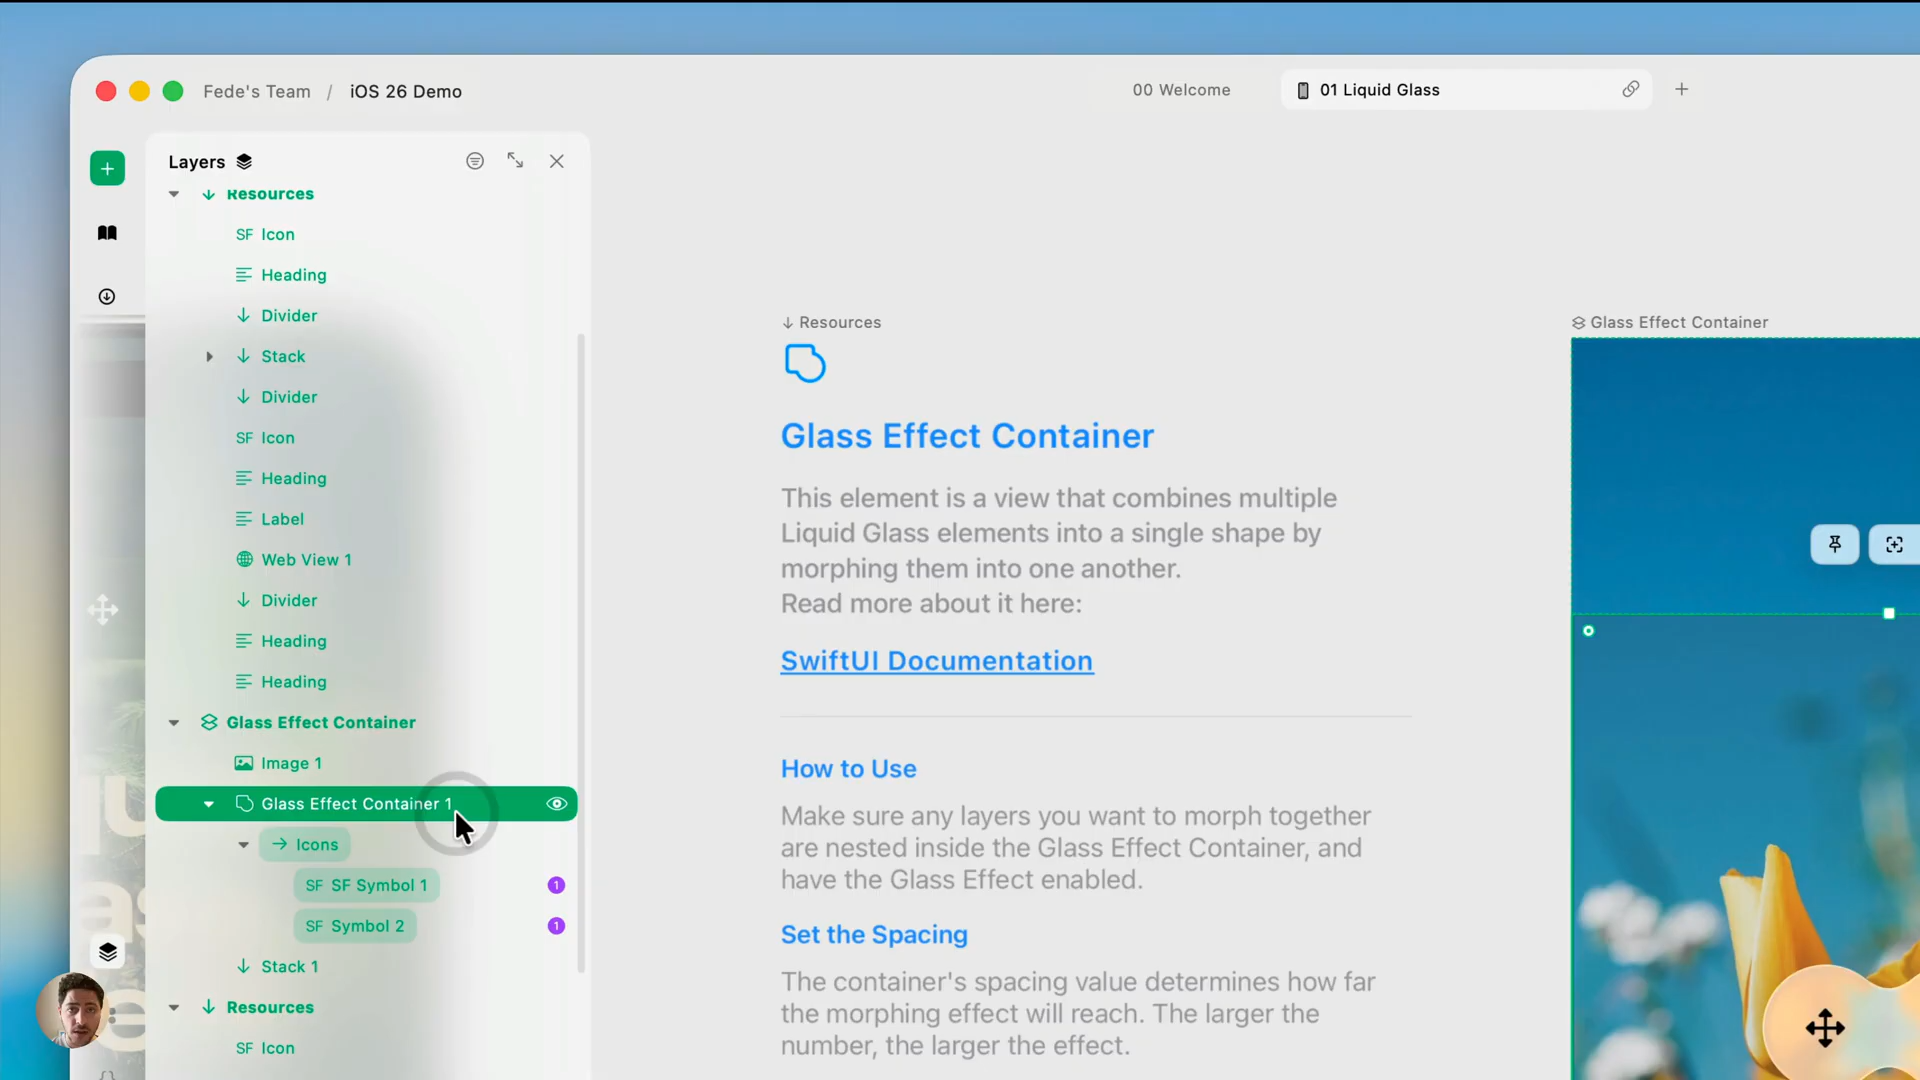 Fede's Team / iOS 26 Demo
00 Welcome
01 Liquid Glass
Layers
Resources
SF Icon
Heading
Divider
Stack
Divider
SF Icon
Heading
Label
Web View 1
Divider
Heading
Heading
Glass Effect Container
Image 1
Glass Effect Container 1
Icons
SF SF Symbol 1 1
SF Symbol 2 1
Stack 1
Resources
SF Icon
Resources
Glass Effect Container
This element is a view that combines multiple
Liquid Glass elements into a single shape by
morphing them into one another.
Read more about it here:
SwiftUI Documentation
How to Use
Make sure any layers you want to morph together
are nested inside the Glass Effect Container, and
have the Glass Effect enabled.
Set the Spacing
The container's spacing value determines how far
the morphing effect will reach. The larger the
number, the larger the effect.
Glass Effect Container